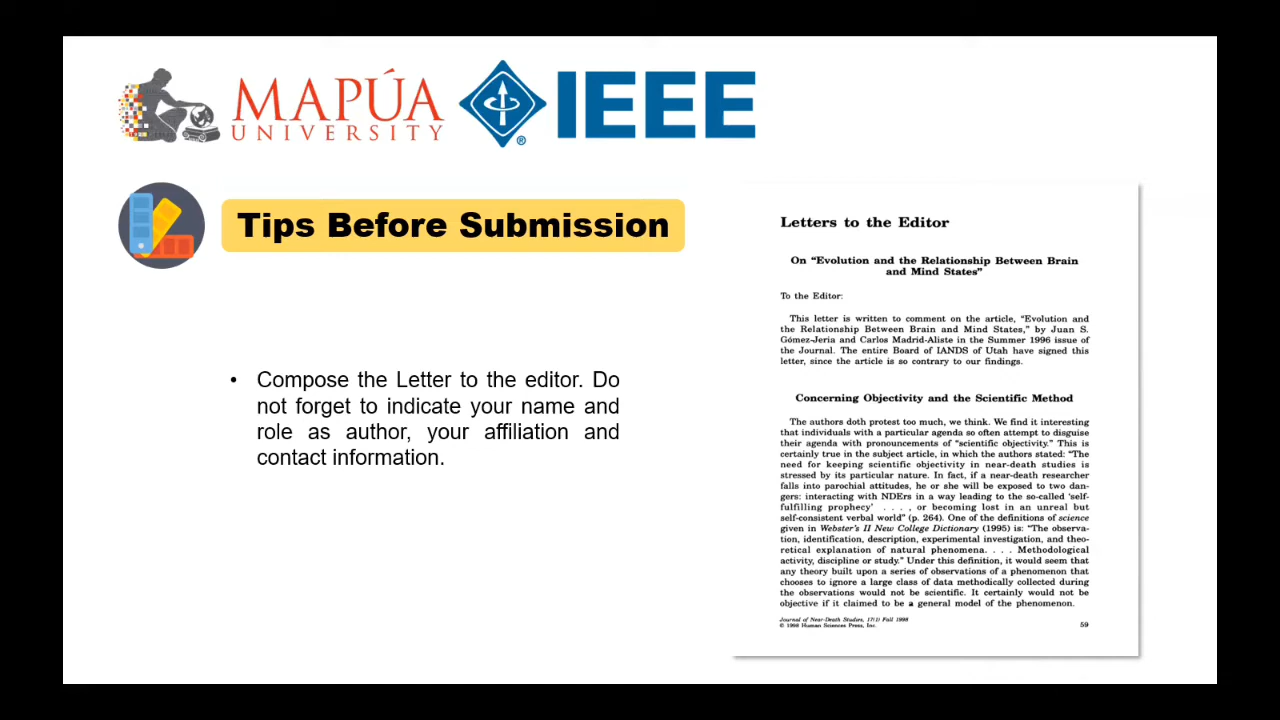 MAPÚA
UNIVERSITY
IEEE
®
Tips Before Submission
• Compose the Letter to the editor. Do
not forget to indicate your name and
role as author, your affiliation and
contact information.
Letters to the Editor
On “Evolution and the Relationship Between Brain
and Mind States”
To the Editor:
This letter is written to comment on the article, “Evolution and
the Relationship Between Brain and Mind States,” by Juan S.
Gómez-Jeria and Carlos Madrid-Aliste in the Summer 1996 issue of
the Journal. The entire Board of IANDS of Utah have signed this
letter, since the article is so contrary to our findings.
Concerning Objectivity and the Scientific Method
The authors doth protest too much, we think. We find it interesting
that individuals with a particular agenda so often attempt to disguise
their agenda with pronouncements of “scientific objectivity.” This is
certainly true in the subject article, in which the authors stated: “The
need for keeping scientific objectivity in near-death studies is
stressed by its particular nature. In fact, if a near-death researcher
falls into parochial attitudes, he or she will be exposed to two dan-
gers: interacting with NDErs in a way leading to the so-called ‘self-
fulfilling prophecy’ . . . , or becoming lost in an unreal but
self-consistent verbal world” (p. 264). One of the definitions of science
given in Webster's II New College Dictionary (1995) is: “The observa-
tion, identification, description, experimental investigation, and theo-
retical explanation of natural phenomena. . . . Methodological
activity, discipline or study.” Under this definition, it would seem that
any theory built upon a series of observations of a phenomenon that
chooses to ignore a large class of data methodically collected during
the observations would not be scientific. It certainly would not be
objective if it claimed to be a general model of the phenomenon.
Journal of Near-Death Studies, 17(1) Fall 1998
© 1998 Human Sciences Press, Inc.
59